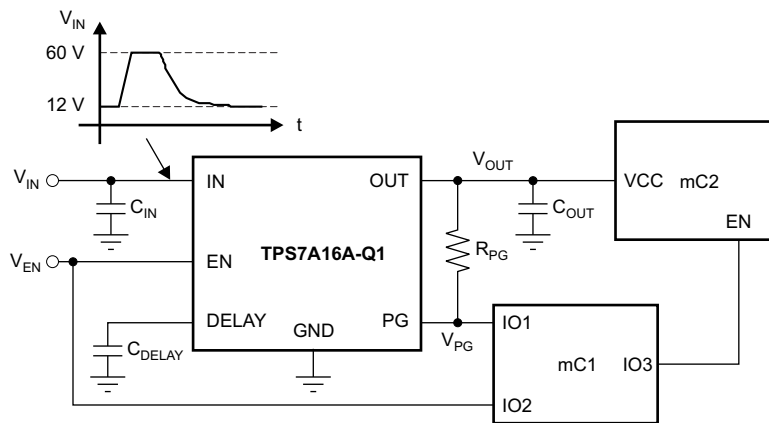 V_IN
60 V
12 V
t
V_IN
IN
OUT
V_OUT
VCC
mC2
C_IN
C_OUT
EN
V_EN
EN
TPS7A16A-Q1
R_PG
DELAY
GND
PG
V_PG
IO1
C_DELAY
mC1
IO3
IO2